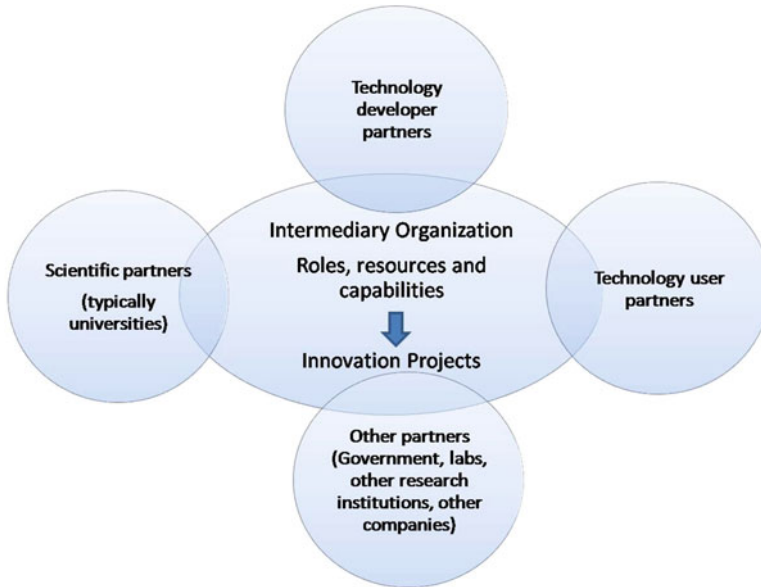 Technology
developer
partners
Intermediary Organization
Roles, resources and
capabilities
Scientific partners
(typically
universities)
Technology user
partners
Innovation Projects
Other partners
(Government, labs,
other research
institutions, other
companies)